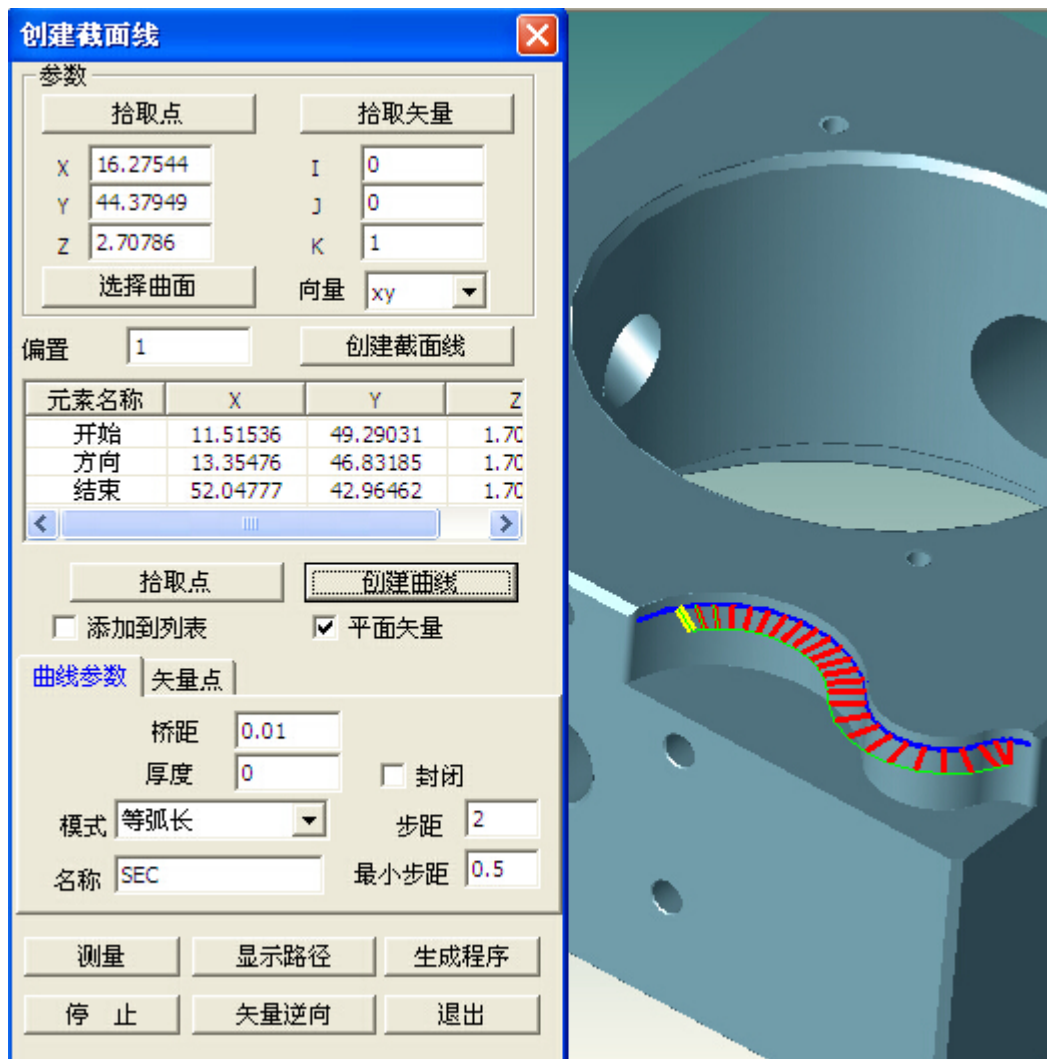 创建截面线
参数
拾取点 拾取矢量
X 16.27544 I 0
Y 44.37949 J 0
Z 2.70786 K 1
选择曲面 向量 xy
偏置 1 创建截面线
元素名称 X Y Z
开始 11.51536 49.29031 1.70
方向 13.35476 46.83185 1.70
结束 52.04777 42.96462 1.70
拾取点 创建曲线
添加到列表 平面矢量
曲线参数 矢量点
桥距 0.01
厚度 0 封闭
模式 等弧长 步距 2
名称 SEC 最小步距 0.5
测量 显示路径 生成程序
停 止 矢量逆向 退出